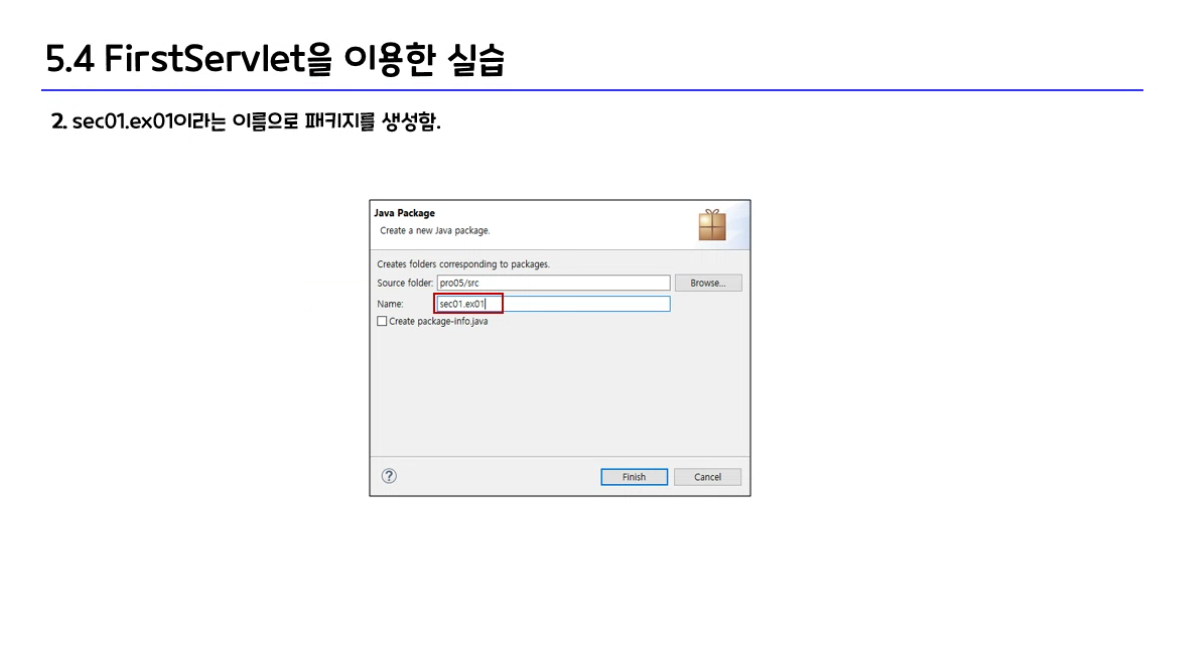 5.4 FirstServlet을 이용한 실습
2. sec01.ex01이라는 이름으로 패키지를 생성함.
Java Package
Create a new Java package.
Creates folders corresponding to packages.
Source folder: pro05/src Browse...
Name: sec01.ex01
Create package-info.java
? Finish Cancel